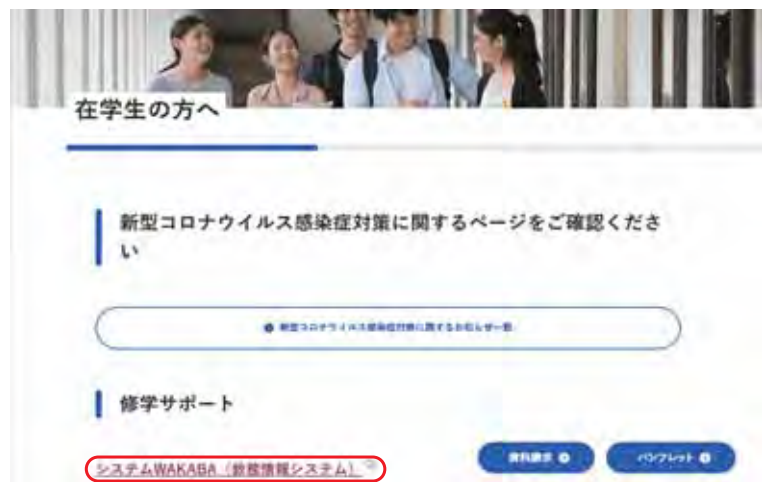 在学生の方へ
新型コロナウイルス感染症対策に関するページをご確認くださ
い
新型コロナウイルス感染症対策に関するお知らせ一覧
修学サポート
システムWAKABA（教務情報システム）
資料請求
パンフレット